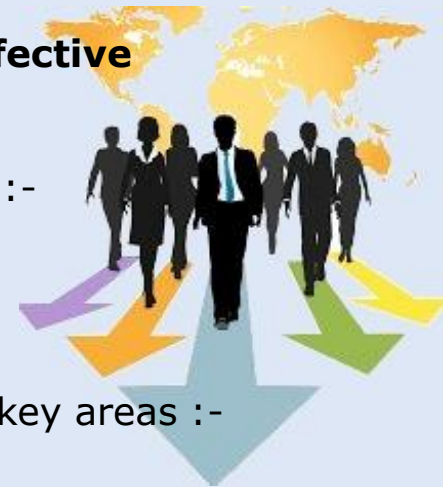 fective
:-
key areas :-